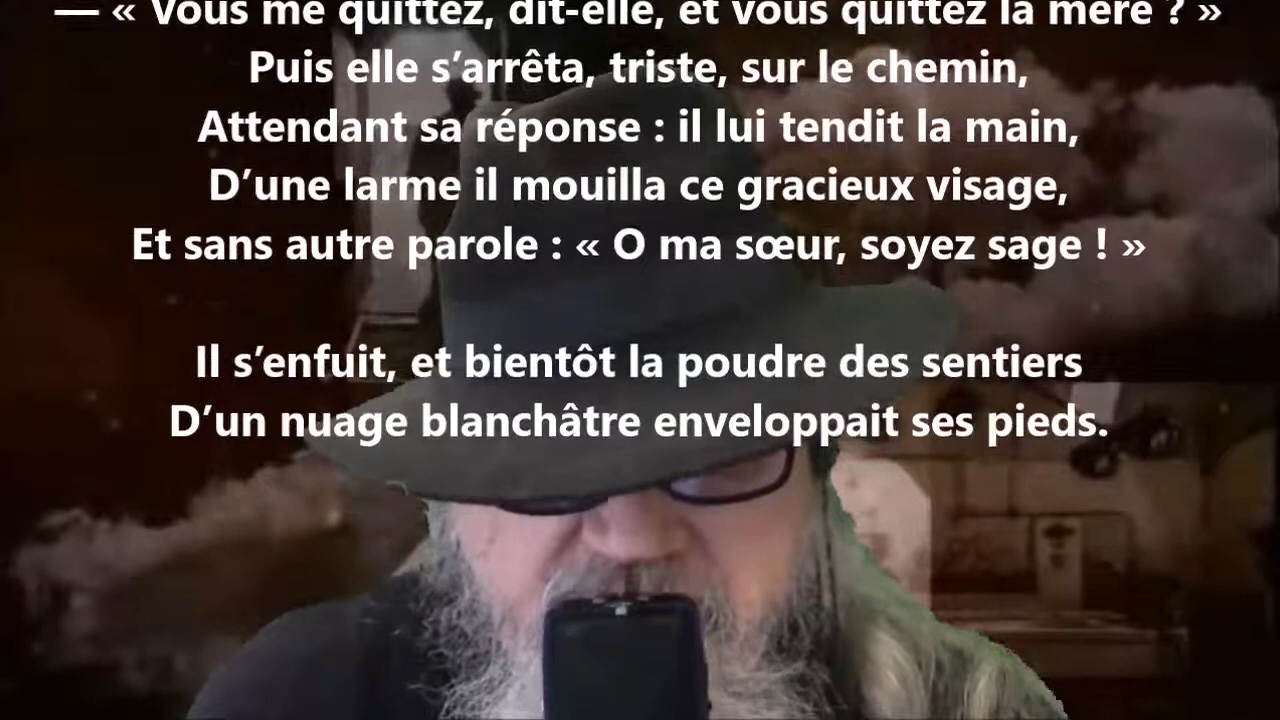 — « Vous me quittez, dit-elle, et vous quittez la mère ? »
Puis elle s’arrêta, triste, sur le chemin,
Attendant sa réponse : il lui tendit la main,
D’une larme il mouilla ce gracieux visage,
Et sans autre parole : « O ma sœur, soyez sage ! »
Il s’enfuit, et bientôt la poudre des sentiers
D’un nuage blanchâtre enveloppait ses pieds.